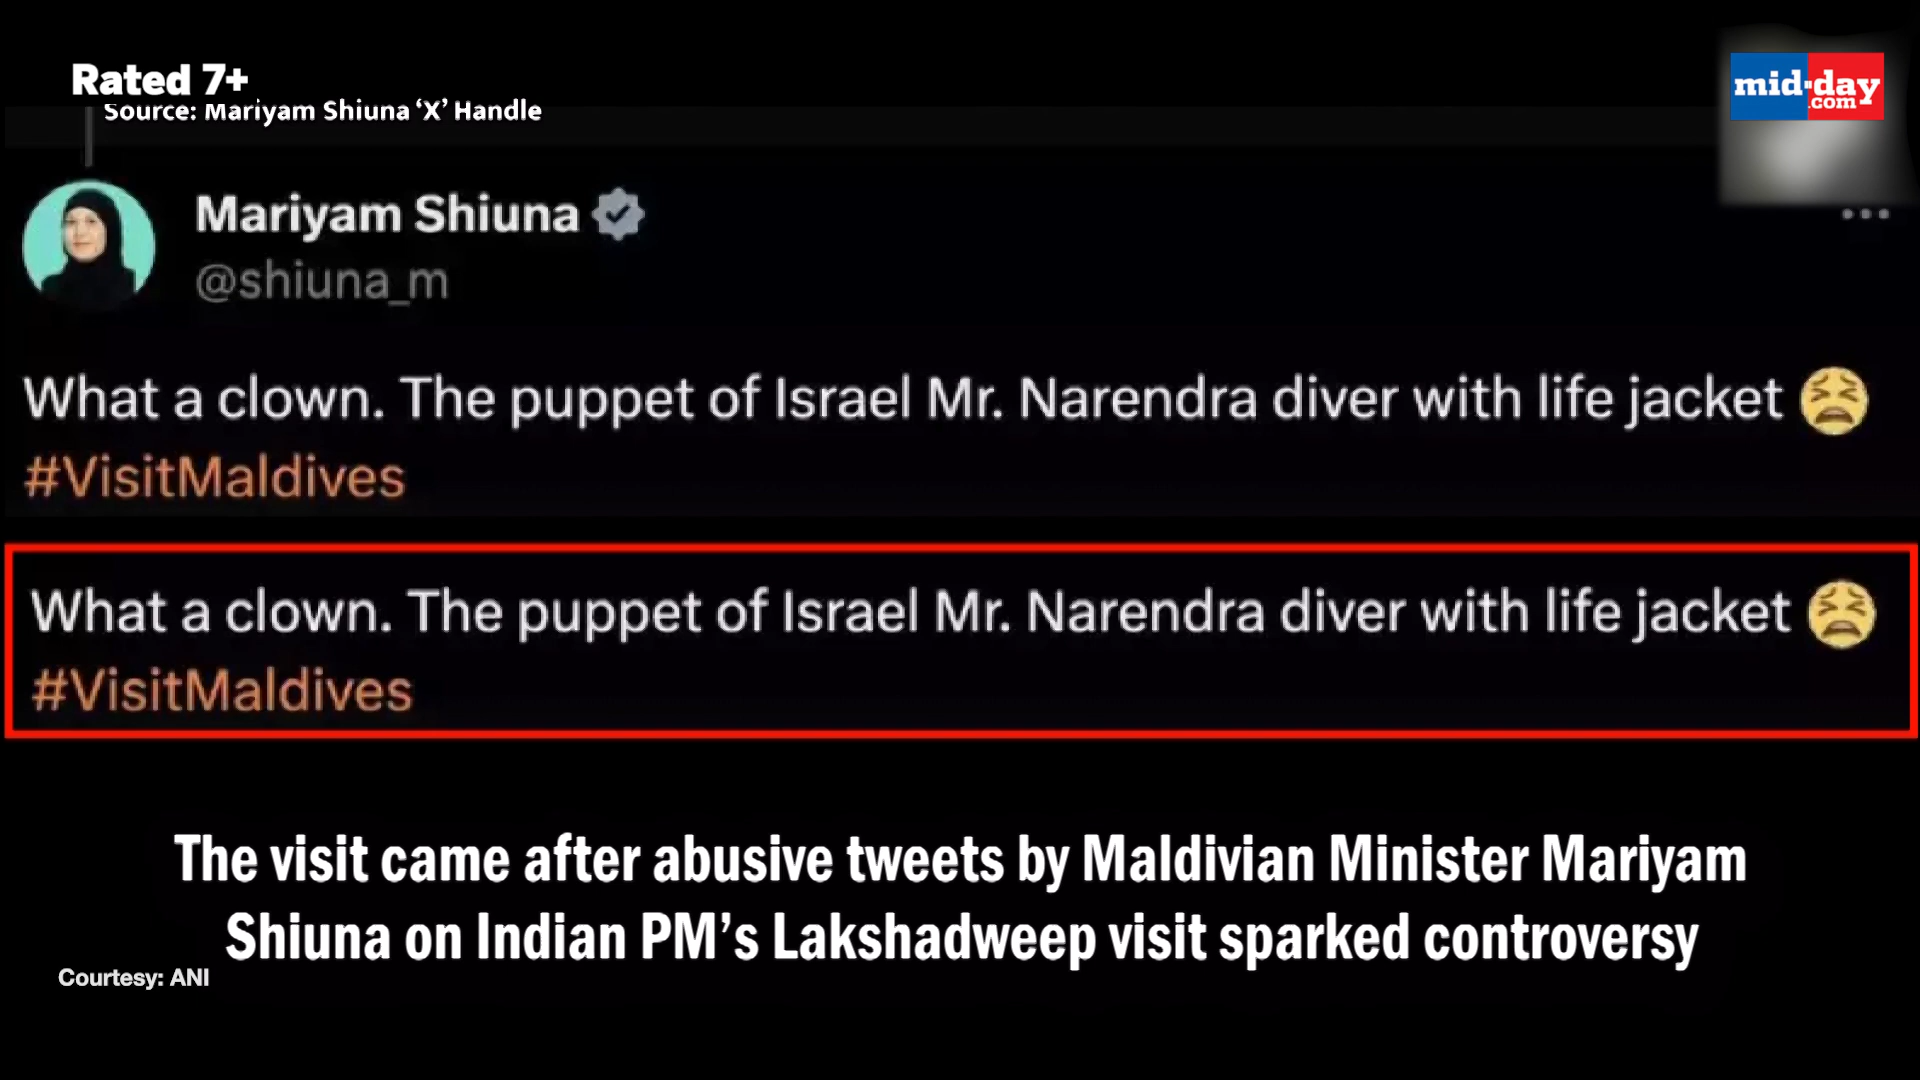 Rated 7+
Source: Mariyam Shiuna ‘X’ Handle
mid-day
.com
Mariyam Shiuna
@shiuna_m
What a clown. The puppet of Israel Mr. Narendra diver with life jacket 😫
#VisitMaldives
What a clown. The puppet of Israel Mr. Narendra diver with life jacket 😫
#VisitMaldives
The visit came after abusive tweets by Maldivian Minister Mariyam
Shiuna on Indian PM’s Lakshadweep visit sparked controversy
Courtesy: ANI